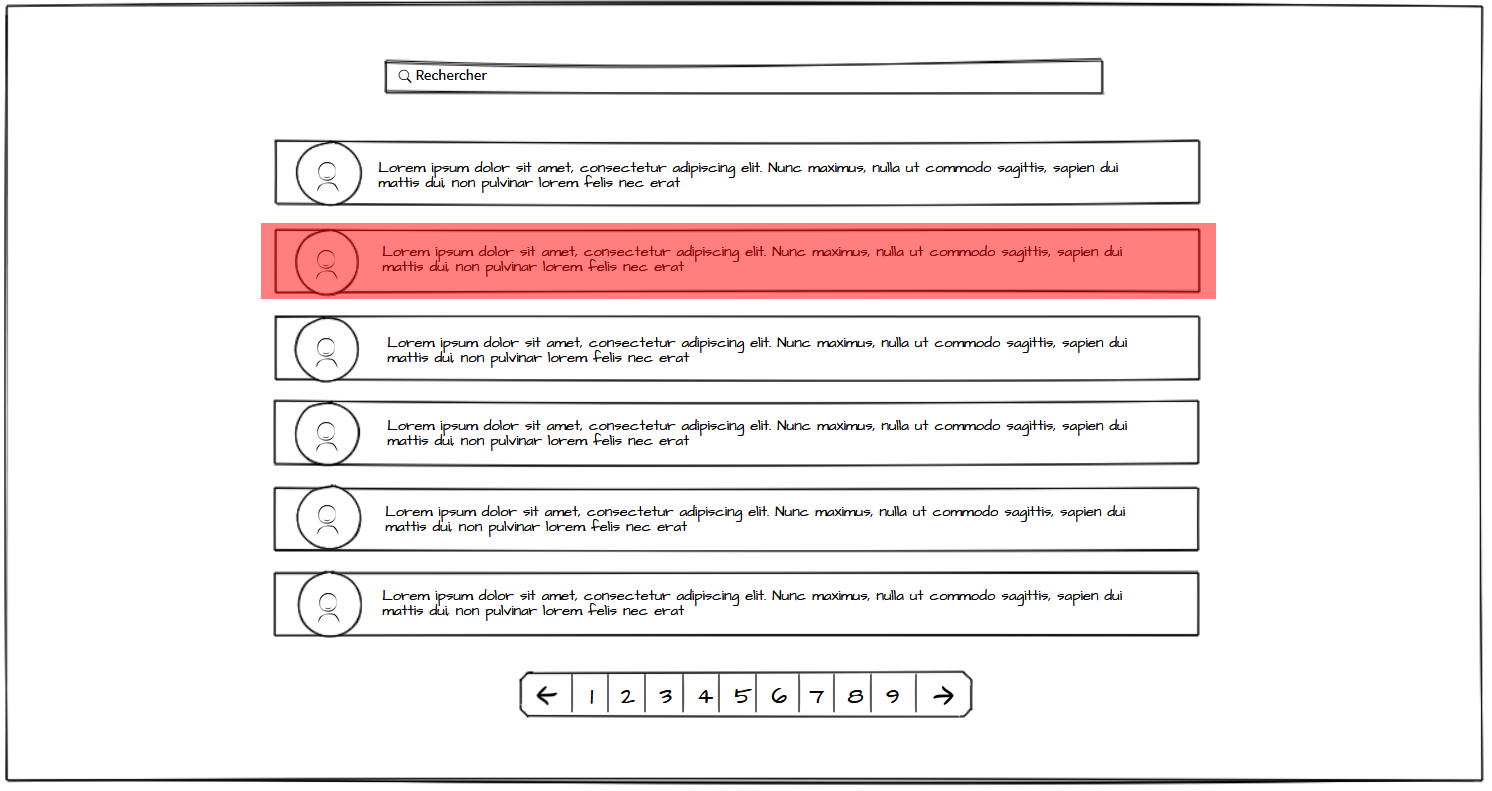 Rechercher
Lorem ipsum dolor sit amet, consectetur adipiscing elit. Nunc maximus, nulla ut commodo sagittis, sapien dui
mattis dui, non pulvinar lorem felis nec erat
Lorem ipsum dolor sit amet, consectetur adipiscing elit. Nunc maximus, nulla ut commodo sagittis, sapien dui
mattis dui, non pulvinar lorem felis nec erat
Lorem ipsum dolor sit amet, consectetur adipiscing elit. Nunc maximus, nulla ut commodo sagittis, sapien dui
mattis dui, non pulvinar lorem felis nec erat
Lorem ipsum dolor sit amet, consectetur adipiscing elit. Nunc maximus, nulla ut commodo sagittis, sapien dui
mattis dui, non pulvinar lorem felis nec erat
Lorem ipsum dolor sit amet, consectetur adipiscing elit. Nunc maximus, nulla ut commodo sagittis, sapien dui
mattis dui, non pulvinar lorem felis nec erat
Lorem ipsum dolor sit amet, consectetur adipiscing elit. Nunc maximus, nulla ut commodo sagittis, sapien dui
mattis dui, non pulvinar lorem felis nec erat
← 1 2 3 4 5 6 7 8 9 →